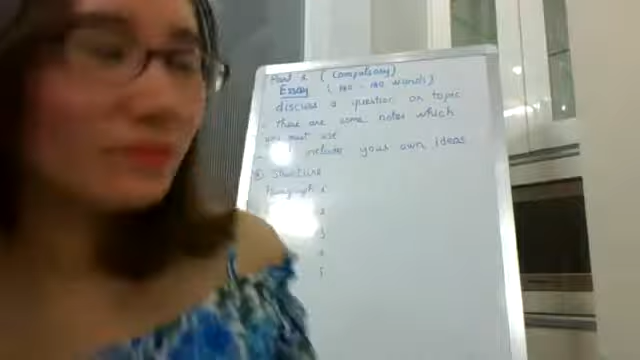 Part 1 (Compulsory)
Essay (140 - 190 words)
discuss a question or topic
- there are some notes which
you must use
- include your own ideas
* Structure
Paragraph 1
2
3
4
5